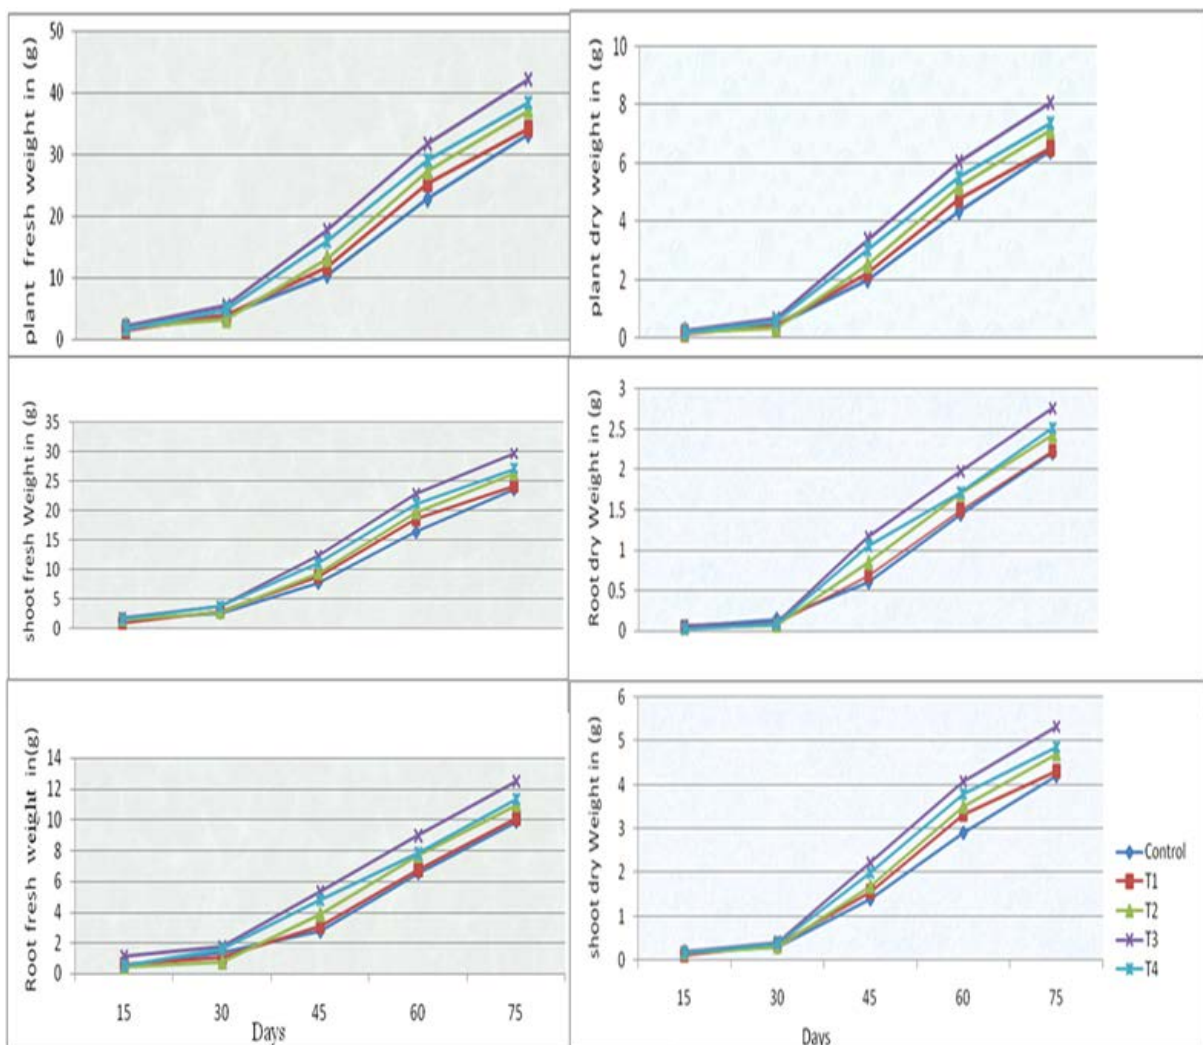 plant fresh weight in (g)
50
40
30
20
10
0
plant dry weight in (g)
10
8
6
4
2
0
shoot fresh Weight in (g)
35
30
25
20
15
10
5
0
Root dry Weight in (g)
3
2.5
2
1.5
1
0.5
0
Root fresh weight in(g)
14
12
10
8
6
4
2
0
15 30 45 60 75
Days
shoot dry Weight in (g)
6
5
4
3
2
1
0
15 30 45 60 75
Days
Control
T1
T2
T3
T4